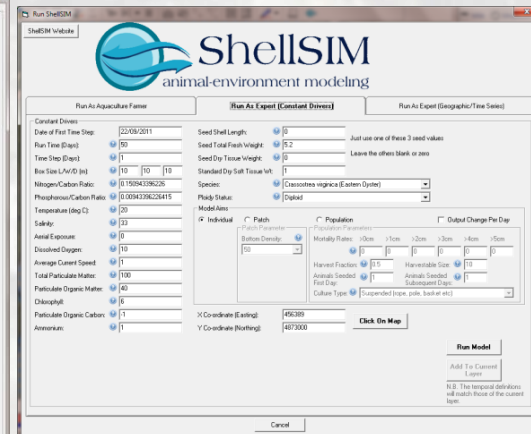 Run ShellSIM
ShellSIM Website
ShellSIM
animal-environment modeling
Run As Aquaculture Farmer
Run As Expert (Constant Drivers)
Run As Expert (Geographic/Time Series)
Constant Drivers
Date of First Time Step: 22/09/2011
Run Time (Days): 50
Time Step (Days): 1
Box Size L/W/D (m): 10 10 10
Nitrogen/Carbon Ratio: 0.150943396226
Phosphorous/Carbon Ratio: 0.00943396226415
Temperature (deg C): 20
Salinity: 33
Aerial Exposure: 0
Dissolved Oxygen: 10
Average Current Speed: 1
Total Particulate Matter: 100
Particulate Organic Matter: 40
Chlorophyll: 6
Particulate Organic Carbon: -1
Ammonium: 1
Seed Shell Length: 0
Seed Total Fresh Weight: 5.2
Seed Dry Tissue Weight: 0
Standard Dry Soft Tissue Wt: 1
Just use one of these 3 seed values
Leave the others blank or zero
Species: Crassostrea virginica (Eastern Oyster)
Ploidy Status: Diploid
Model Aims
Individual Patch Population Output Change Per Day
Patch Parameter
Bottom Density:
50
Population Parameters
Mortality Rates: >0cm >1cm >2cm >3cm >4cm >5cm
0 0 0 0 0 0
Harvest Fraction 0.5 Harvestable Size 10
Animals Seeded First Day: 1
Animals Seeded Subsequent Days: 1
Culture Type: Suspended (rope, pole, basket etc)
X Co-ordinate (Easting) 456389
Y Co-ordinate (Northing) 4873000
Click On Map
Run Model
Add To Current
Layer
N.B. The temporal definitions
will match those of the current
layer.
Cancel